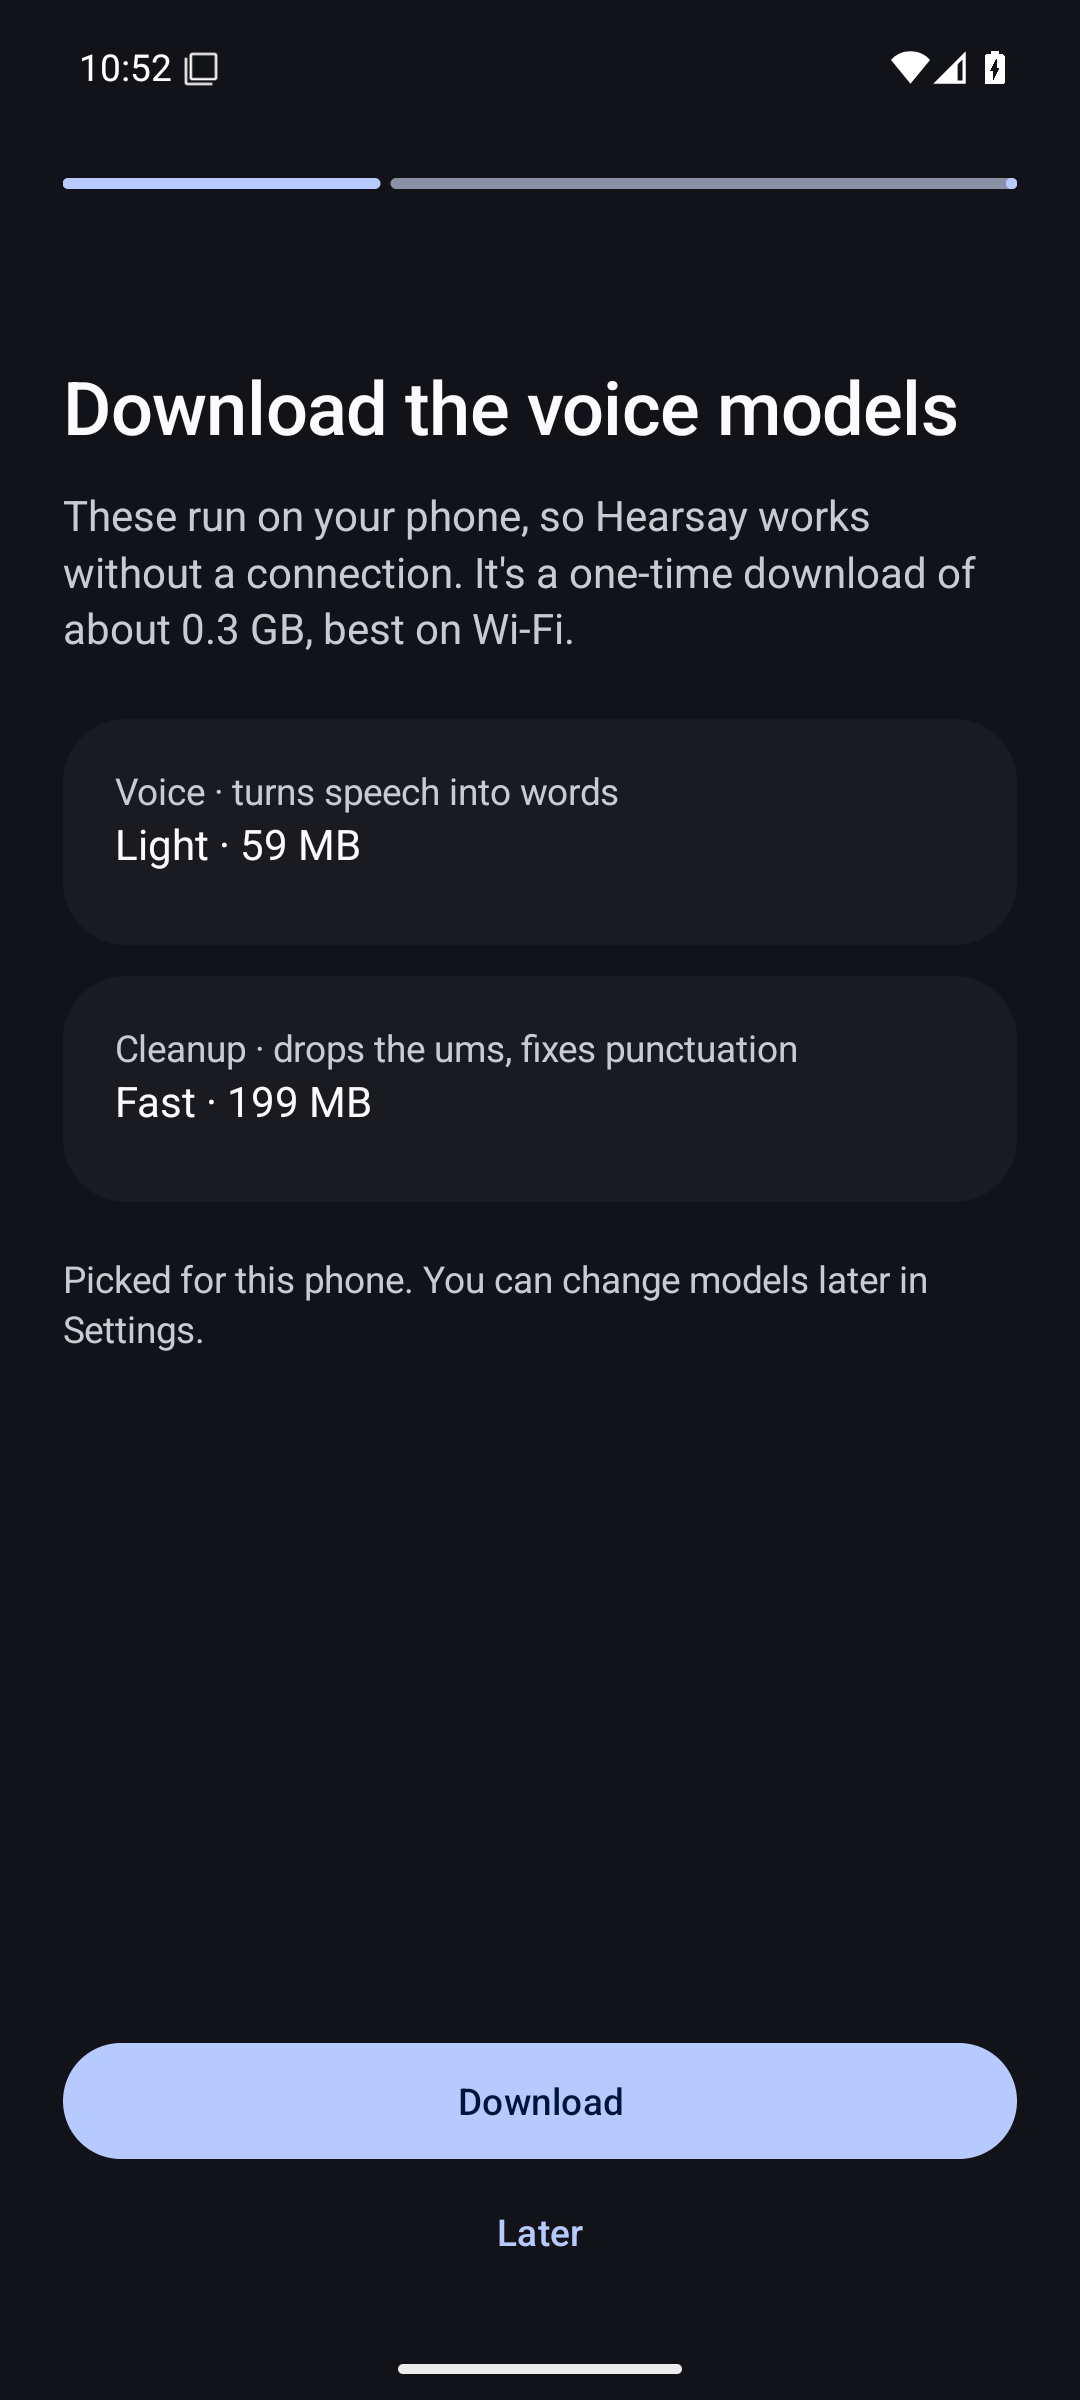 10:52
Download the voice models
These run on your phone, so Hearsay works
without a connection. It's a one-time download of
about 0.3 GB, best on Wi-Fi.
Voice · turns speech into words
Light · 59 MB
Cleanup · drops the ums, fixes punctuation
Fast · 199 MB
Picked for this phone. You can change models later in
Settings.
Download
Later